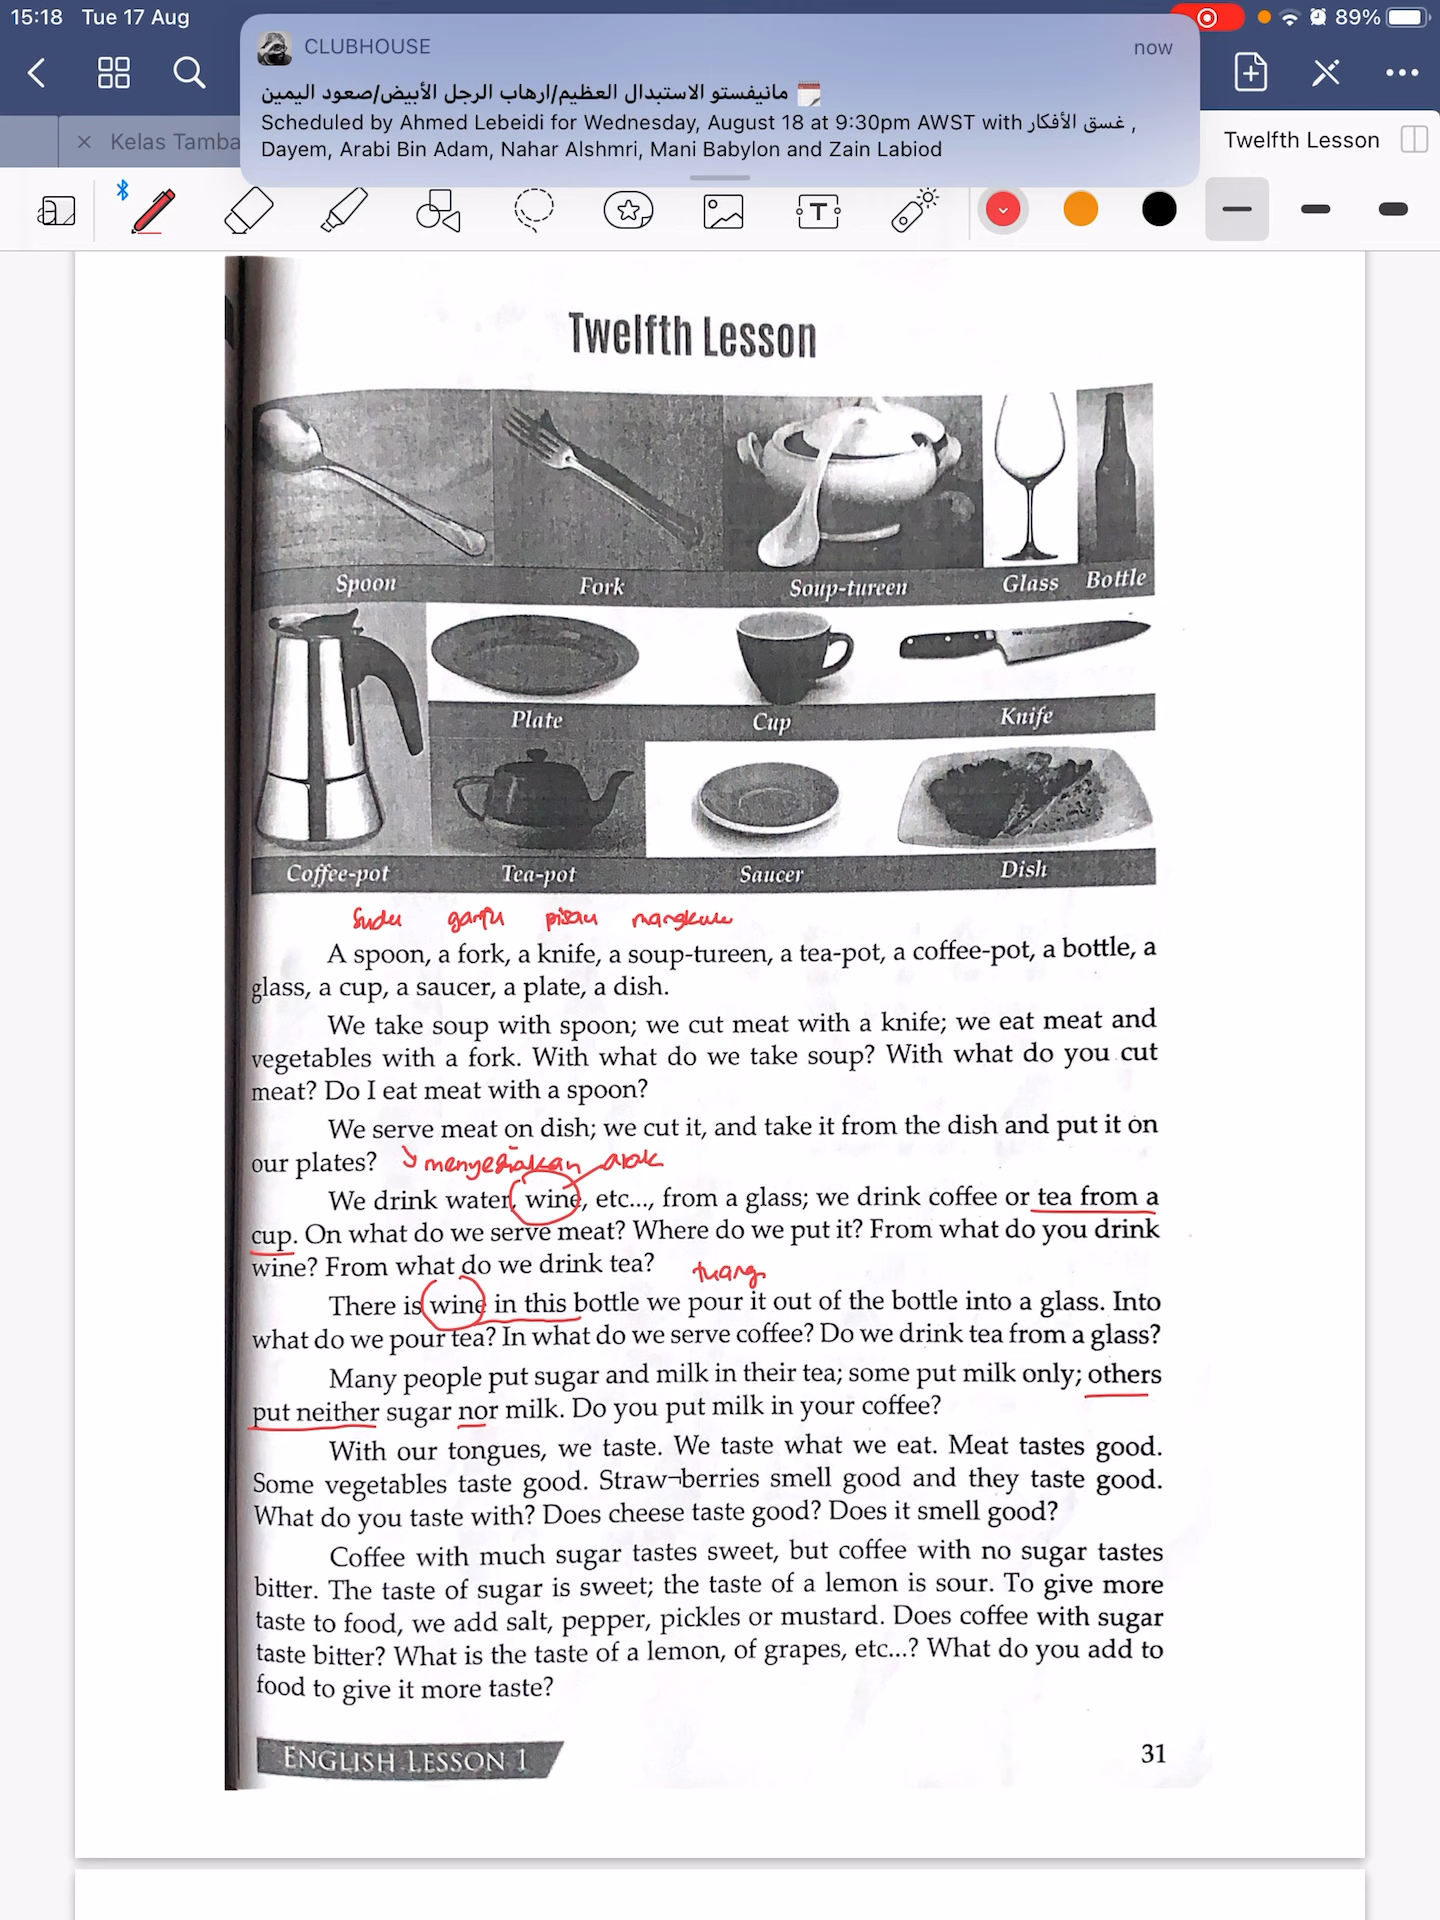 15:18 Tue 17 Aug
89%
CLUBHOUSE
now
مانيفستو الاستبدال العظيم/ارهاب الرجل الأبيض/صعود اليمين
Scheduled by Ahmed Lebeidi for Wednesday, August 18 at 9:30pm AWST with غسق الأفكار ,
Dayem, Arabi Bin Adam, Nahar Alshmri, Mani Babylon and Zain Labiod
Kelas Tamba
Twelfth Lesson
Twelfth Lesson
Spoon Fork Soup-tureen Glass Bottle
Plate Cup Knife
Coffee-pot Tea-pot Saucer Dish
sudu garfu pisau
A spoon, a fork, a knife, a soup-tureen, a tea-pot, a coffee-pot, a bottle, a
glass, a cup, a saucer, a plate, a dish.
We take soup with spoon; we cut meat with a knife; we eat meat and
vegetables with a fork. With what do we take soup? With what do you cut
meat? Do I eat meat with a spoon?
We serve meat on dish; we cut it, and take it from the dish and put it on
our plates? menyediakan arak
We drink water, wine, etc..., from a glass; we drink coffee or tea from a
cup. On what do we serve meat? Where do we put it? From what do you drink
wine? From what do we drink tea?
tuang
There is wine in this bottle we pour it out of the bottle into a glass. Into
what do we pour tea? In what do we serve coffee? Do we drink tea from a glass?
Many people put sugar and milk in their tea; some put milk only; others
put neither sugar nor milk. Do you put milk in your coffee?
With our tongues, we taste. We taste what we eat. Meat tastes good.
Some vegetables taste good. Straw¬berries smell good and they taste good.
What do you taste with? Does cheese taste good? Does it smell good?
Coffee with much sugar tastes sweet, but coffee with no sugar tastes
bitter. The taste of sugar is sweet; the taste of a lemon is sour. To give more
taste to food, we add salt, pepper, pickles or mustard. Does coffee with sugar
taste bitter? What is the taste of a lemon, of grapes, etc...? What do you add to
food to give it more taste?
ENGLISH LESSON 1
31